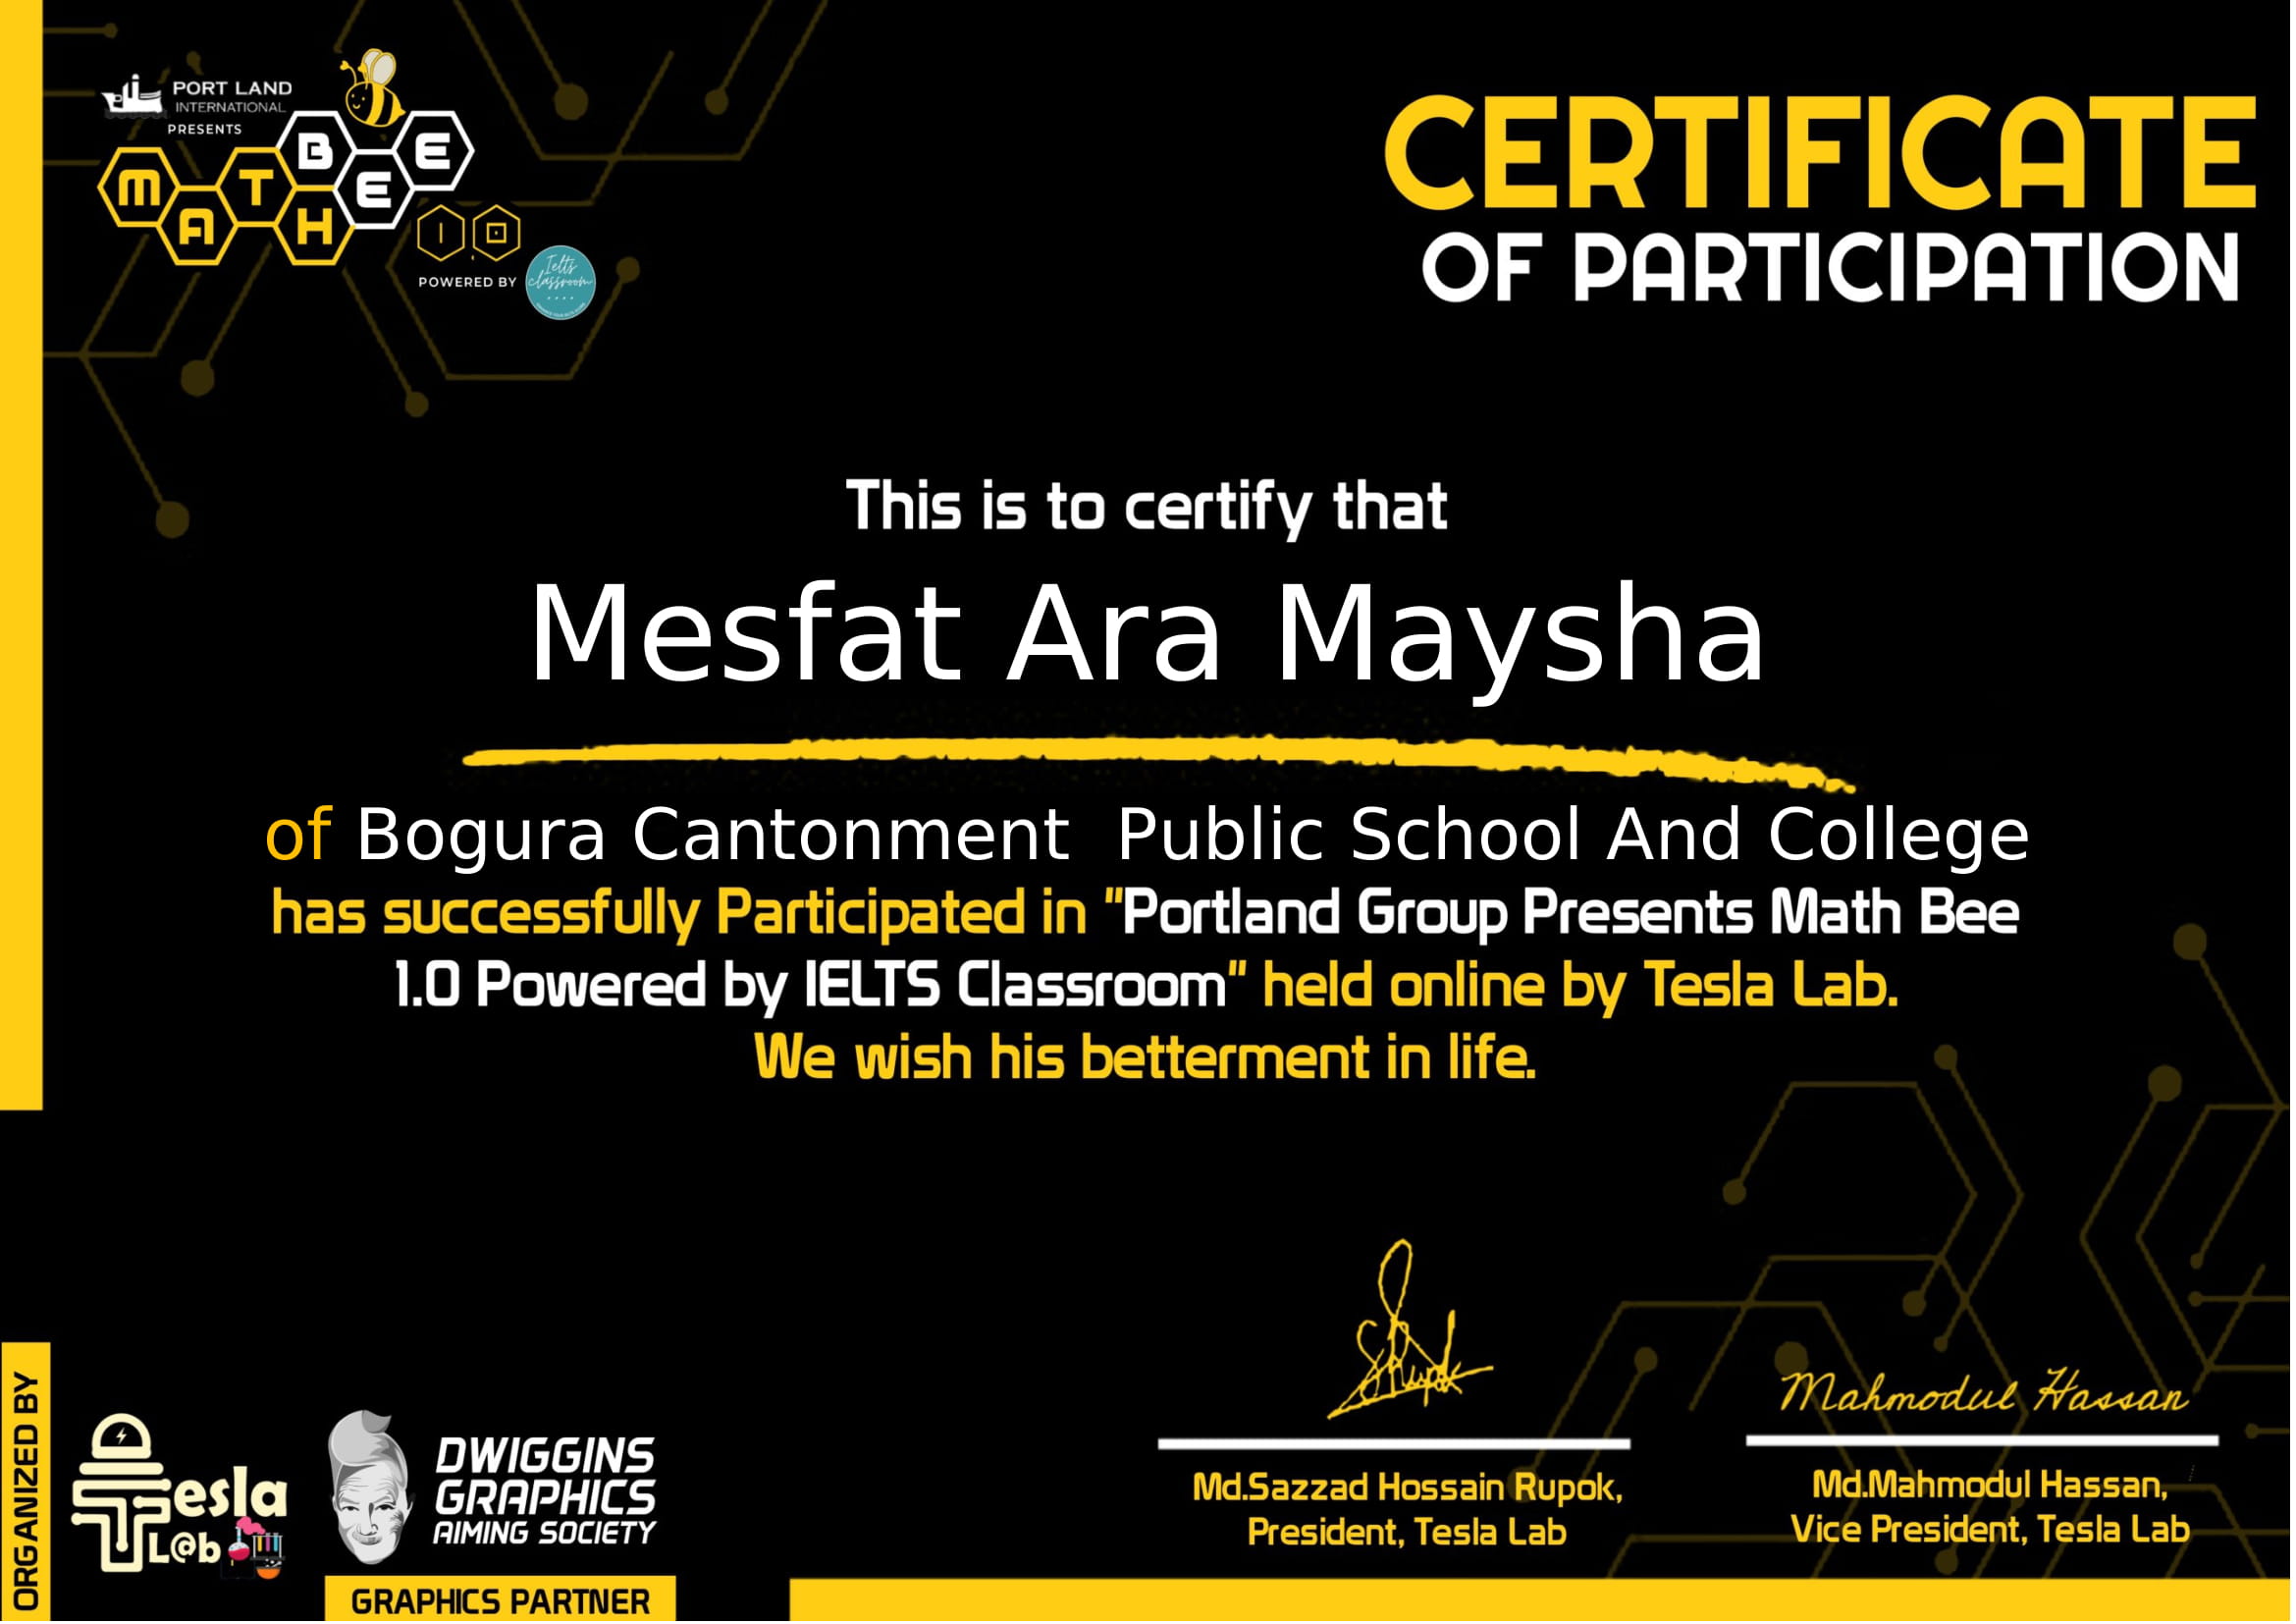 PORT LAND
INTERNATIONAL
PRESENTS
MATH BEE
1.0
POWERED BY
Ielts
classroom
CERTIFICATE
OF PARTICIPATION
This is to certify that
Mesfat Ara Maysha
of Bogura Cantonment  Public School And College
has successfully Participated in "Portland Group Presents Math Bee
1.0 Powered by IELTS Classroom" held online by Tesla Lab.
We wish his betterment in life.
ORGANIZED BY
Tesla
L@b
DWIGGINS
GRAPHICS
AIMING SOCIETY
GRAPHICS PARTNER
SRupok
Md.Sazzad Hossain Rupok,
President, Tesla Lab
Mahmodul Hassan
Md.Mahmodul Hassan,
Vice President, Tesla Lab